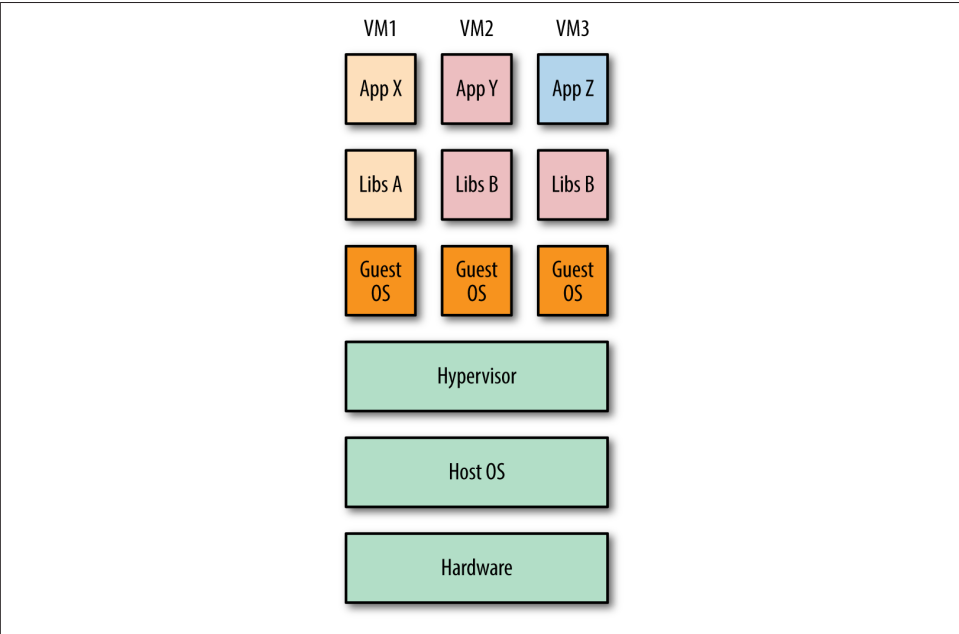 VM1 VM2 VM3
App X App Y App Z
Libs A Libs B Libs B
Guest OS Guest OS Guest OS
Hypervisor
Host OS
Hardware